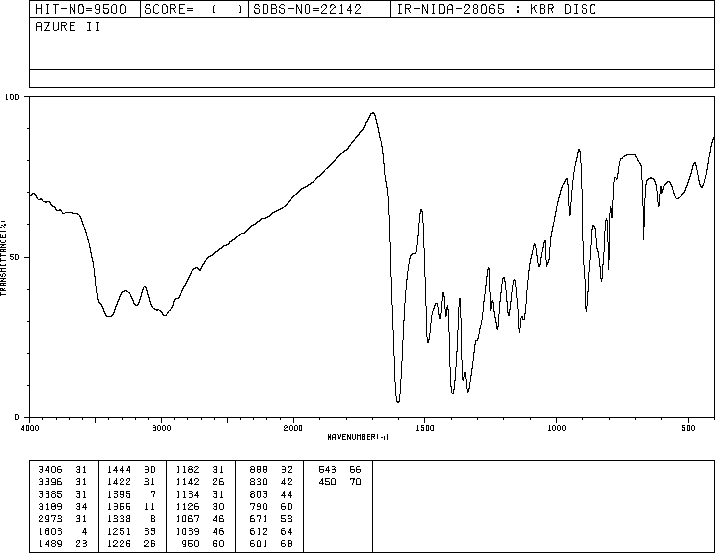 HIT-NO=9500 SCORE= ( ) SDBS-NO=22142 IR-NIDA-28065 : KBR DISC
AZURE II
100
TRANSMITTANCE(%)
50
0
4000 3000 2000 1500 1000 500
WAVENUMBER(-1)
3406 31 1444 30 1182 31 888 32 543 66
3396 31 1422 31 1142 26 830 42 450 70
3385 31 1395 7 1134 31 803 44
3189 34 1355 11 1126 30 790 60
2973 31 1338 8 1067 46 671 53
1603 4 1251 1039 46 612 64
1489 23 1226 26 950 60 601 68